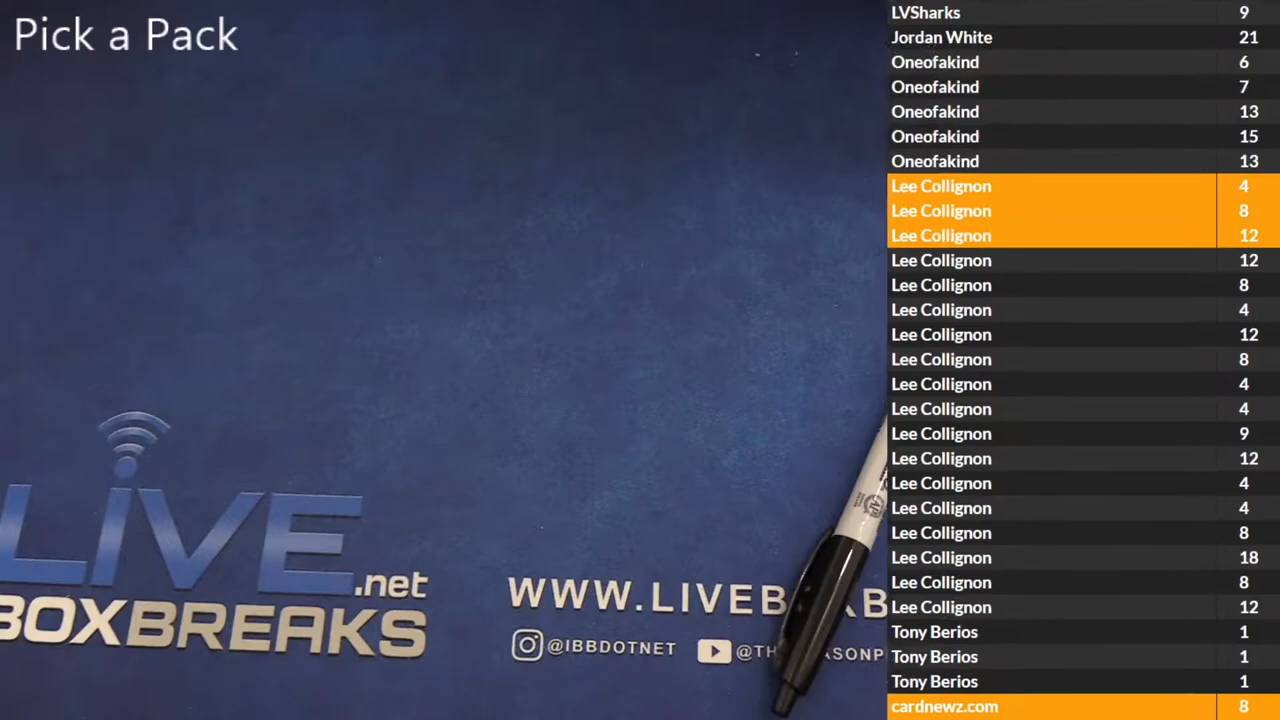 Pick a Pack
LiVE.net
BOXBREAKS
WWW.LIVEB
@IBBDOTNET
LVSharks 9
Jordan White 21
Oneofakind 6
Oneofakind 7
Oneofakind 13
Oneofakind 15
Oneofakind 13
Lee Collignon 4
Lee Collignon 8
Lee Collignon 12
Lee Collignon 12
Lee Collignon 8
Lee Collignon 4
Lee Collignon 12
Lee Collignon 8
Lee Collignon 4
Lee Collignon 4
Lee Collignon 9
Lee Collignon 12
Lee Collignon 4
Lee Collignon 4
Lee Collignon 8
Lee Collignon 18
Lee Collignon 8
Lee Collignon 12
Tony Berios 1
Tony Berios 1
Tony Berios 1
cardnewz.com 8